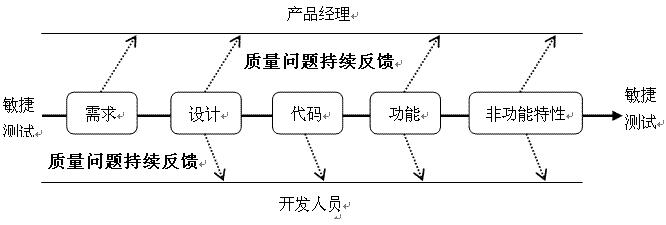 产品经理
质量问题持续反馈
敏捷
测试
需求
设计
代码
功能
非功能特性
敏捷
测试
质量问题持续反馈
开发人员